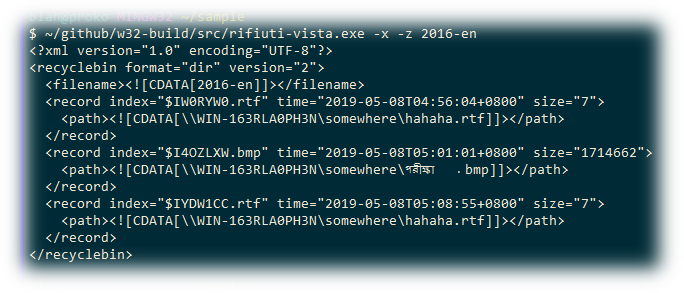 MINGW32 ~/sample
$ ~/github/w32-build/src/rifiuti-vista.exe -x -z 2016-en
<?xml version="1.0" encoding="UTF-8"?>
<recyclebin format="dir" version="2">
  <filename><![CDATA[2016-en]]></filename>
  <record index="$IW0RYW0.rtf" time="2019-05-08T04:56:04+0800" size="7">
    <path><![CDATA[\\WIN-163RLA0PH3N\somewhere\hahaha.rtf]]></path>
  </record>
  <record index="$I4OZLXW.bmp" time="2019-05-08T05:01:01+0800" size="1714662">
    <path><![CDATA[\\WIN-163RLA0PH3N\somewhere\পরীক্ষা   .bmp]]></path>
  </record>
  <record index="$IYDW1CC.rtf" time="2019-05-08T05:08:55+0800" size="7">
    <path><![CDATA[\\WIN-163RLA0PH3N\somewhere\hahaha.rtf]]></path>
  </record>
</recyclebin>